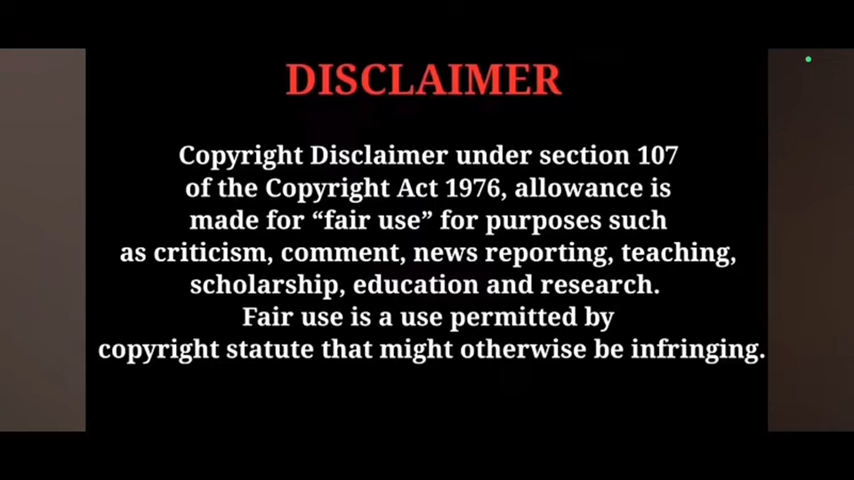 DISCLAIMER
Copyright Disclaimer under section 107
of the Copyright Act 1976, allowance is
made for “fair use” for purposes such
as criticism, comment, news reporting, teaching,
scholarship, education and research.
Fair use is a use permitted by
copyright statute that might otherwise be infringing.